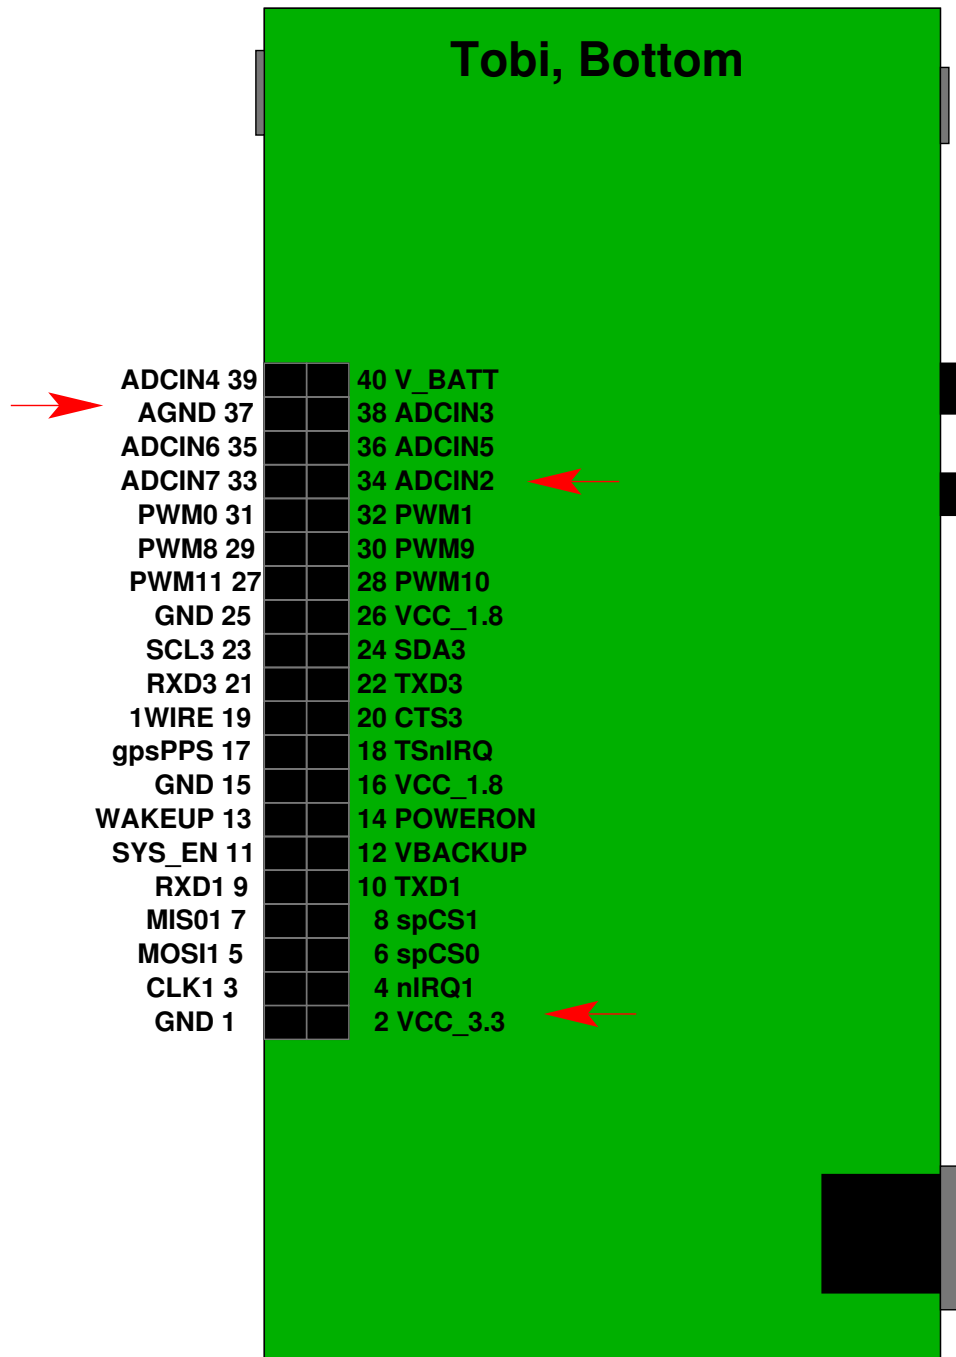 Tobi, Bottom
ADCIN4 39 40 V_BATT
AGND 37 38 ADCIN3
ADCIN6 35 36 ADCIN5
ADCIN7 33 34 ADCIN2
PWM0 31 32 PWM1
PWM8 29 30 PWM9
PWM11 27 28 PWM10
GND 25 26 VCC_1.8
SCL3 23 24 SDA3
RXD3 21 22 TXD3
1WIRE 19 20 CTS3
gpsPPS 17 18 TSnIRQ
GND 15 16 VCC_1.8
WAKEUP 13 14 POWERON
SYS_EN 11 12 VBACKUP
RXD1 9 10 TXD1
MIS01 7 8 spCS1
MOSI1 5 6 spCS0
CLK1 3 4 nIRQ1
GND 1 2 VCC_3.3